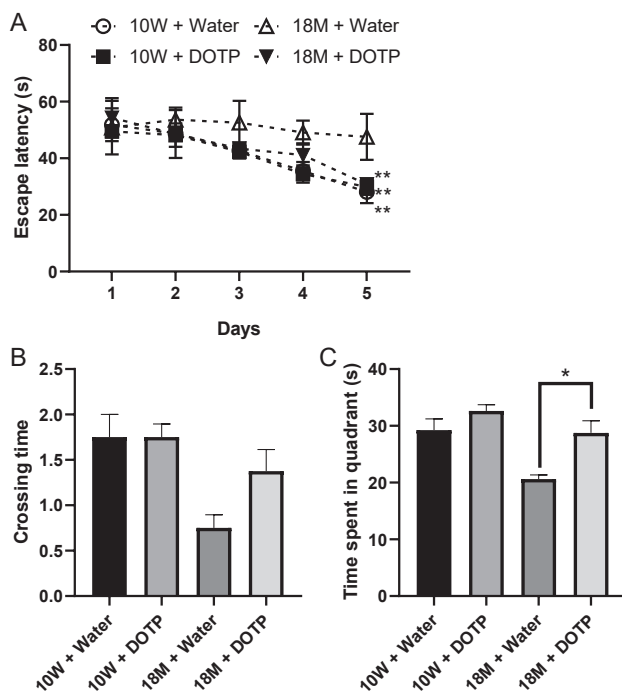 A
10W + Water 18M + Water
10W + DOTP 18M + DOTP
Escape latency (s)
80
60
40
20
0
**
**
**
1 2 3 4 5
Days
B
Crossing time
2.5
2.0
1.5
1.0
0.5
0.0
10W + Water
10W + DOTP
18M + Water
18M + DOTP
C
Time spent in quadrant (s)
40
30
20
10
0
*
10W + Water
10W + DOTP
18M + Water
18M + DOTP